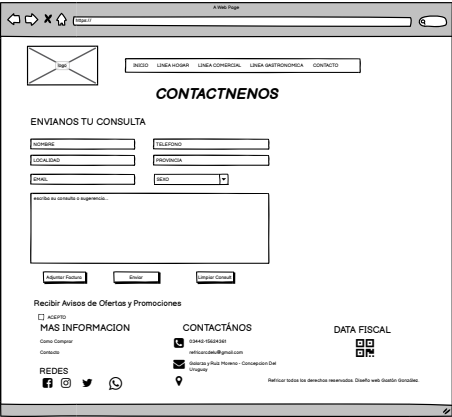 A Web Page
https://
logo
INICIO LINEA HOGAR LINEA COMERCIAL LINEA GASTRONOMICA CONTACTO
CONTACTNENOS
ENVIANOS TU CONSULTA
NOMBRE TELEFONO
LOCALIDAD PROVINCIA
EMAIL SEXO
escriba su consulta o sugerencia...
Adjuntar Factura Enviar Limpiar Consult
Recibir Avisos de Ofertas y Promociones
ACEPTO
MAS INFORMACION CONTACTÁNOS DATA FISCAL
Como Comprar 03442-15624361
Contacto refricorcdelu@gmail.com
REDES Galarza y Ruiz Moreno - Concepcion Del
Uruguay
Refricor todos los derechos reservados. Diseño web Gastón González.